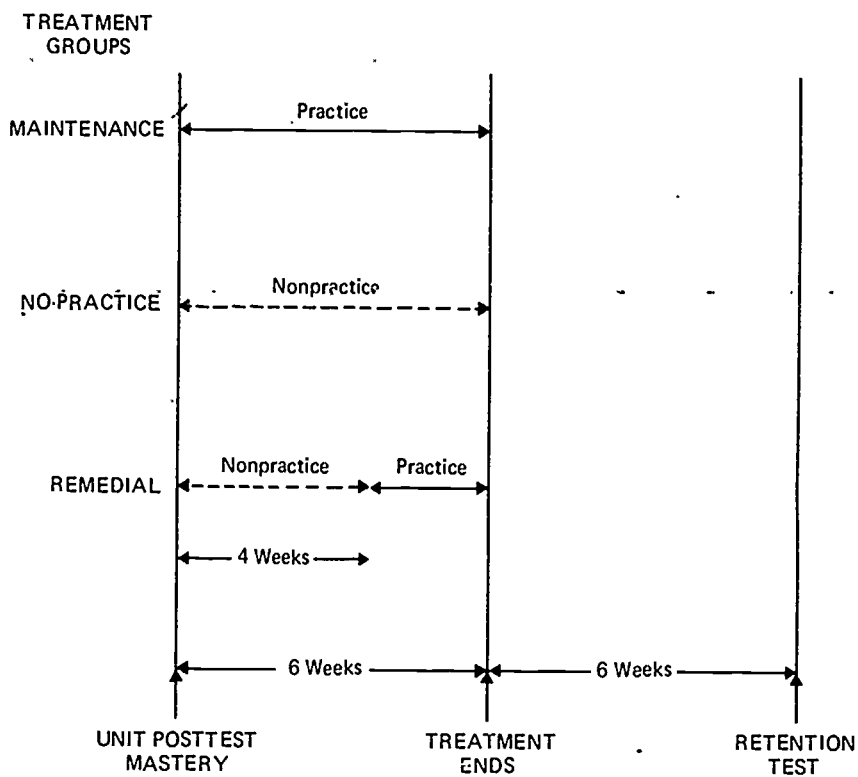 TREATMENT
GROUPS
Practice
MAINTENANCE
Nonpractice
NO-PRACTICE
Nonpractice
Practice
REMEDIAL
4 Weeks
6 Weeks
6 Weeks
UNIT POSTTEST
MASTERY
TREATMENT
ENDS
RETENTION
TEST